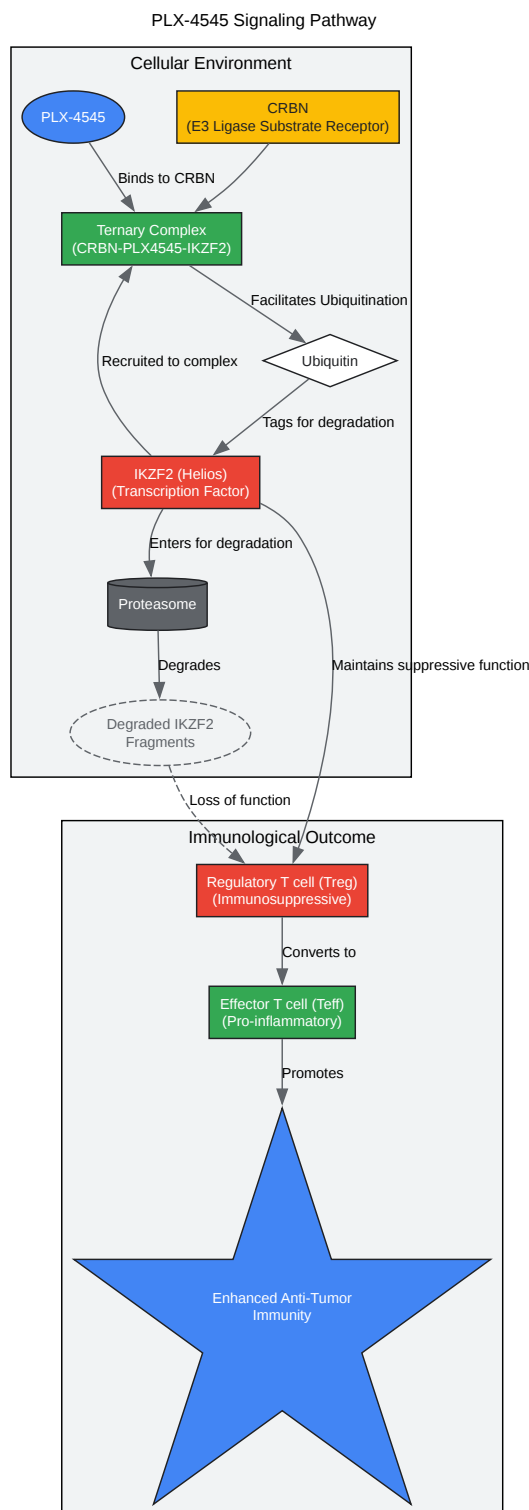 PLX-4545 Signaling Pathway
Cellular Environment
PLX-4545
CRBN
(E3 Ligase Substrate Receptor)
Binds to CRBN
Ternary Complex
(CRBN-PLX4545-IKZF2)
Facilitates Ubiquitination
Recruited to complex
Ubiquitin
Tags for degradation
IKZF2 (Helios)
(Transcription Factor)
Enters for degradation
Proteasome
Degrades
Maintains suppressive function
Degraded IKZF2
Fragments
Loss of function
Immunological Outcome
Regulatory T cell (Treg)
(Immunosuppressive)
Converts to
Effector T cell (Teff)
(Pro-inflammatory)
Promotes
Enhanced Anti-Tumor
Immunity